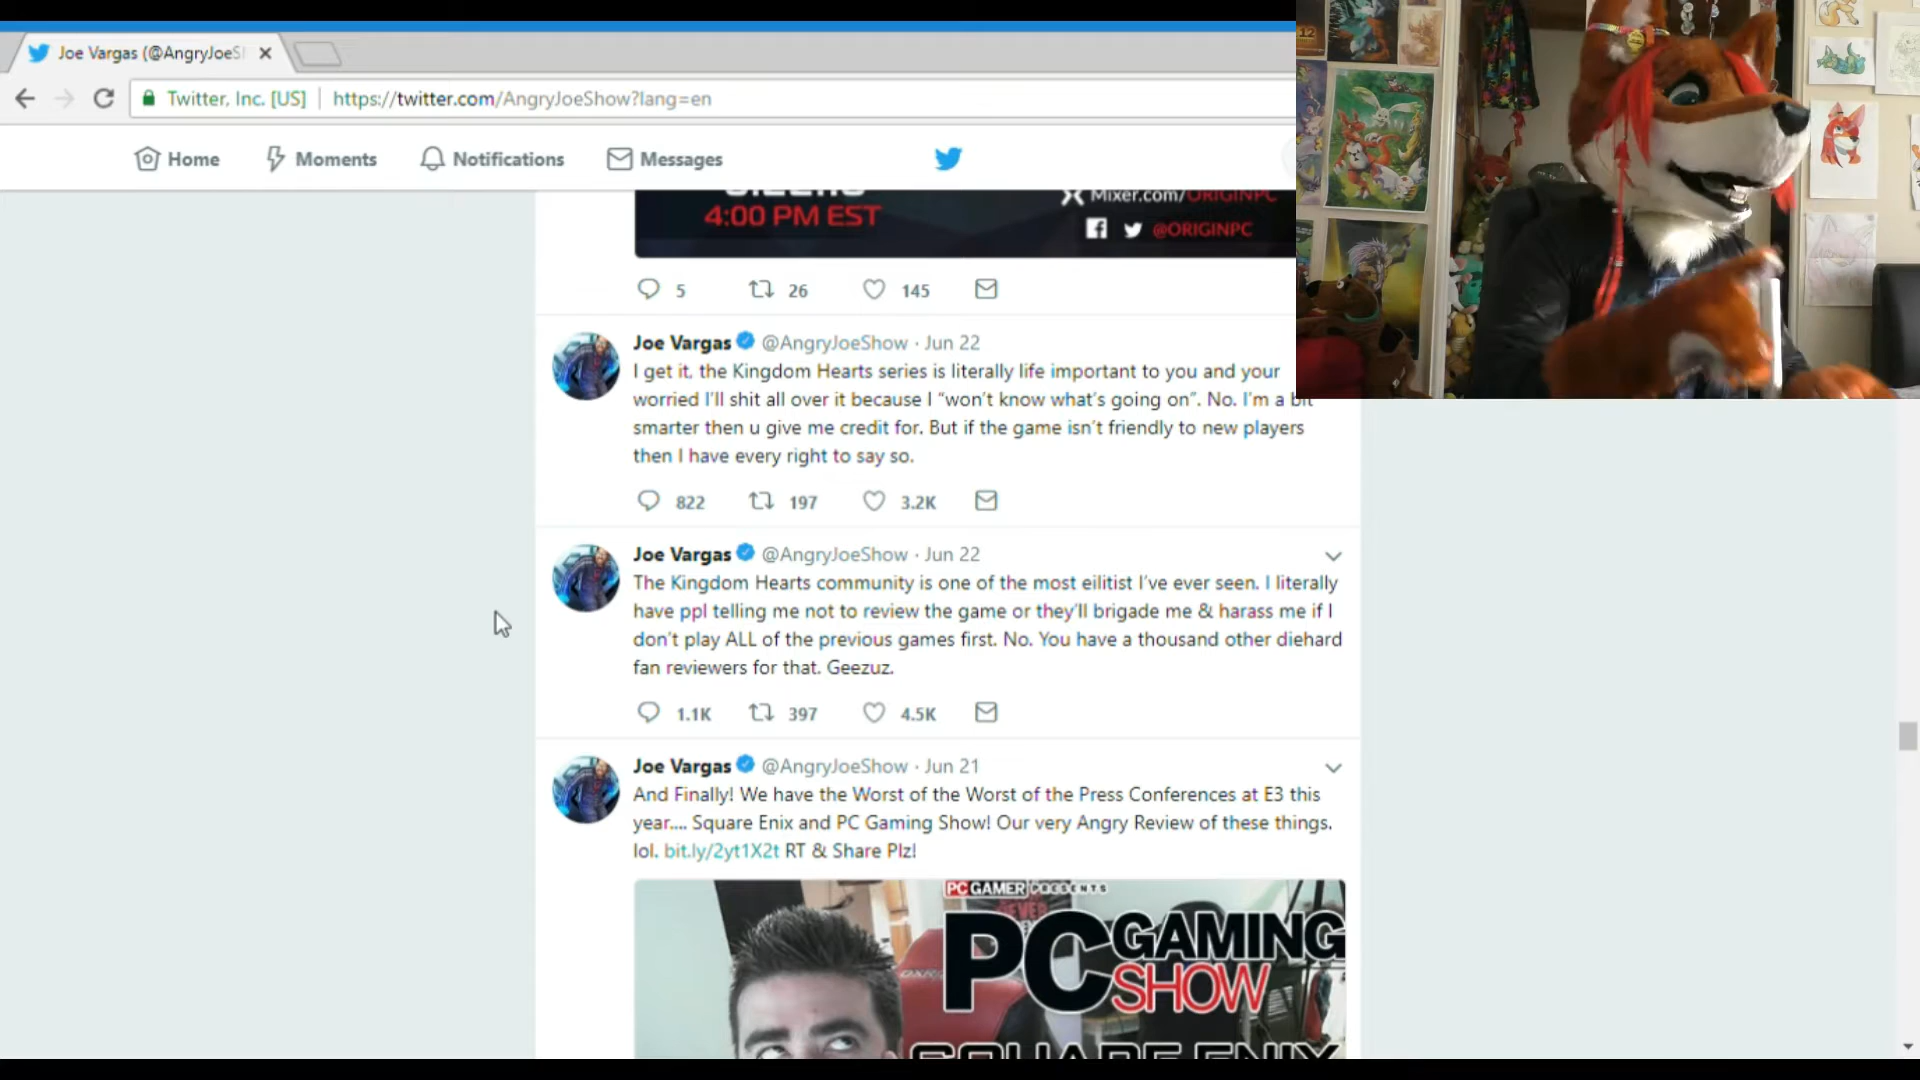 Joe Vargas (@AngryJoeS
Twitter, Inc. [US] https://twitter.com/AngryJoeShow?lang=en
Home Moments Notifications Messages
4:00 PM EST
Mixer.com/ORIGINPC
@ORIGINPC
5 26 145
Joe Vargas @AngryJoeShow · Jun 22
I get it, the Kingdom Hearts series is literally life important to you and your
worried I'll shit all over it because I “won't know what's going on”. No. I'm a bit
smarter then u give me credit for. But if the game isn't friendly to new players
then I have every right to say so.
822 197 3.2K
Joe Vargas @AngryJoeShow · Jun 22
The Kingdom Hearts community is one of the most eilitist I've ever seen. I literally
have ppl telling me not to review the game or they'll brigade me & harass me if I
don't play ALL of the previous games first. No. You have a thousand other diehard
fan reviewers for that. Geezuz.
1.1K 397 4.5K
Joe Vargas @AngryJoeShow · Jun 21
And Finally! We have the Worst of the Worst of the Press Conferences at E3 this
year.... Square Enix and PC Gaming Show! Our very Angry Review of these things.
lol. bit.ly/2yt1X2t RT & Share Plz!
PC GAMER PRESENTS
PC GAMING
SHOW
SQUARE ENIX